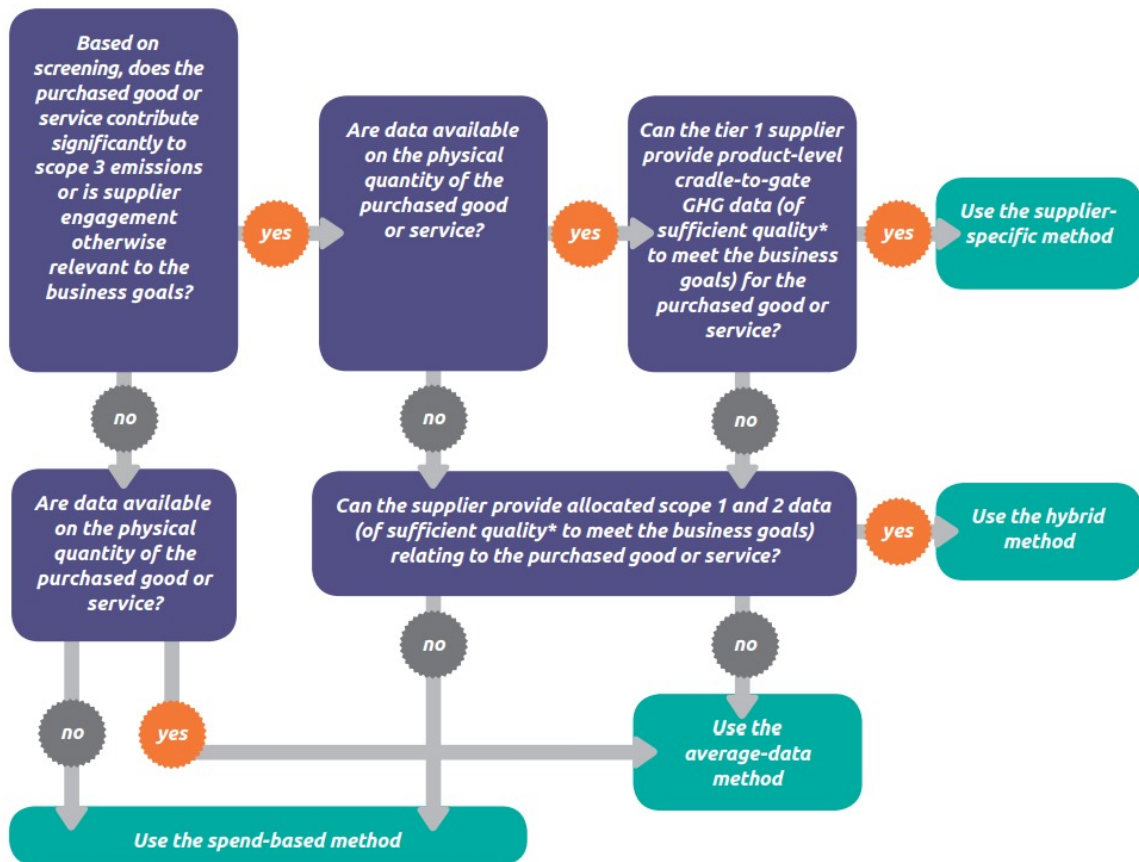 Based on
screening, does the
purchased good or
service contribute
significantly to
scope 3 emissions
or is supplier
engagement
otherwise
relevant to the
business goals?
yes
Are data available
on the physical
quantity of the
purchased good
or service?
yes
Can the tier 1 supplier
provide product-level
cradle-to-gate
GHG data (of
sufficient quality*
to meet the business
goals) for the
purchased good or
service?
yes
Use the supplier-
specific method
no
no
no
Are data available
on the physical
quantity of the
purchased good or
service?
Can the supplier provide allocated scope 1 and 2 data
(of sufficient quality* to meet the business goals)
relating to the purchased good or service?
yes
Use the hybrid
method
no
no
no
yes
Use the
average-data
method
Use the spend-based method